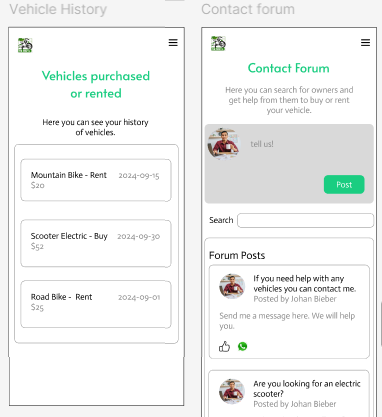 Vehicle History
Vehicles purchased
or rented
Here you can see your history
of vehicles.
Mountain Bike - Rent 2024-09-15
$20
Scooter Electric - Buy 2024-09-30
$52
Road Bike - Rent 2024-09-01
$25
Contact forum
Contact Forum
Here you can search for owners and
get help from them to buy or rent
your vehicle.
tell us!
Post
Search
Forum Posts
If you need help with any
vehicles you can contact me.
Posted by Johan Bieber
Send me a message here. We will help
you.
Are you looking for an electric
scooter?
Posted by Johan Bieber